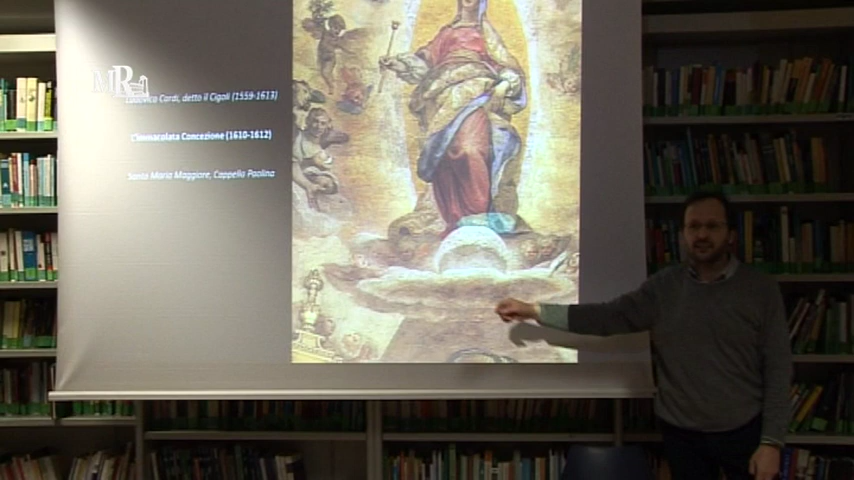 MR
Ludovico Cardi, detto il Cigoli (1559-1613)
L'Immacolata Concezione (1610-1612)
Santa Maria Maggiore, Cappella Paolina